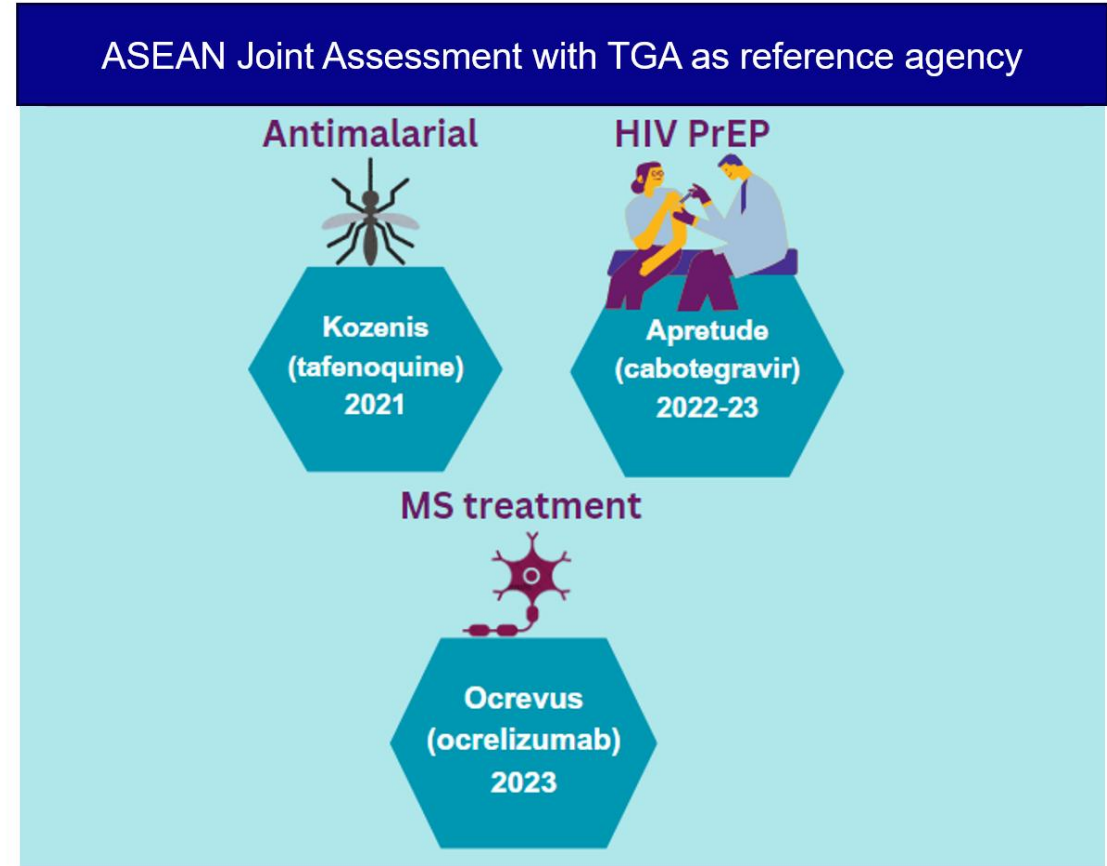 ASEAN Joint Assessment with TGA as reference agency
Antimalarial
Kozenis
(tafenoquine)
2021
HIV PrEP
Apretude
(cabotegravir)
2022-23
MS treatment
Ocrevus
(ocrelizumab)
2023